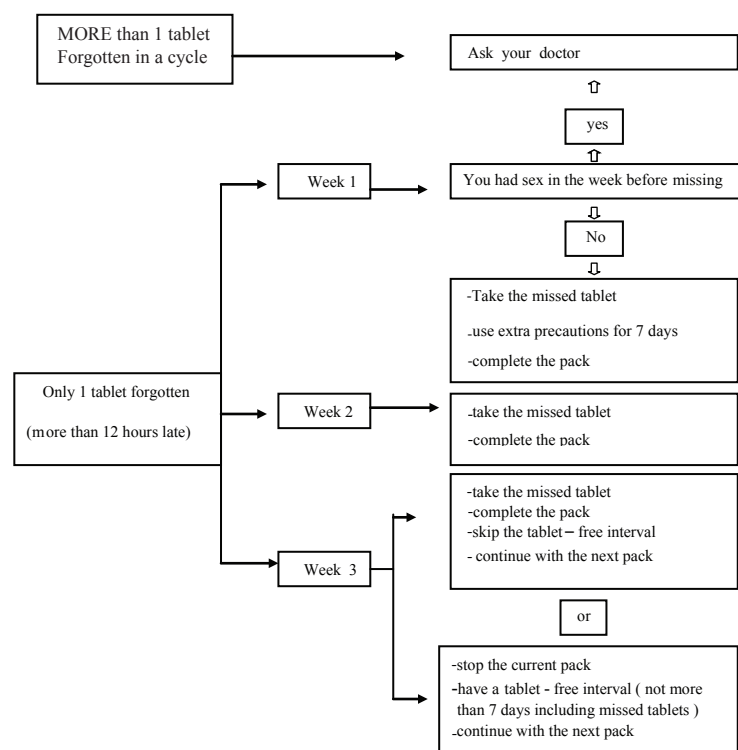 MORE than 1 tablet
Forgotten in a cycle
Ask your doctor
yes
Week 1
You had sex in the week before missing
No
-Take the missed tablet
-use extra precautions for 7 days
-complete the pack
Only 1 tablet forgotten
(more than 12 hours late)
Week 2
-take the missed tablet
-complete the pack
-take the missed tablet
-complete the pack
-skip the tablet – free interval
- continue with the next pack
Week 3
or
-stop the current pack
-have a tablet - free interval ( not more
than 7 days including missed tablets )
-continue with the next pack